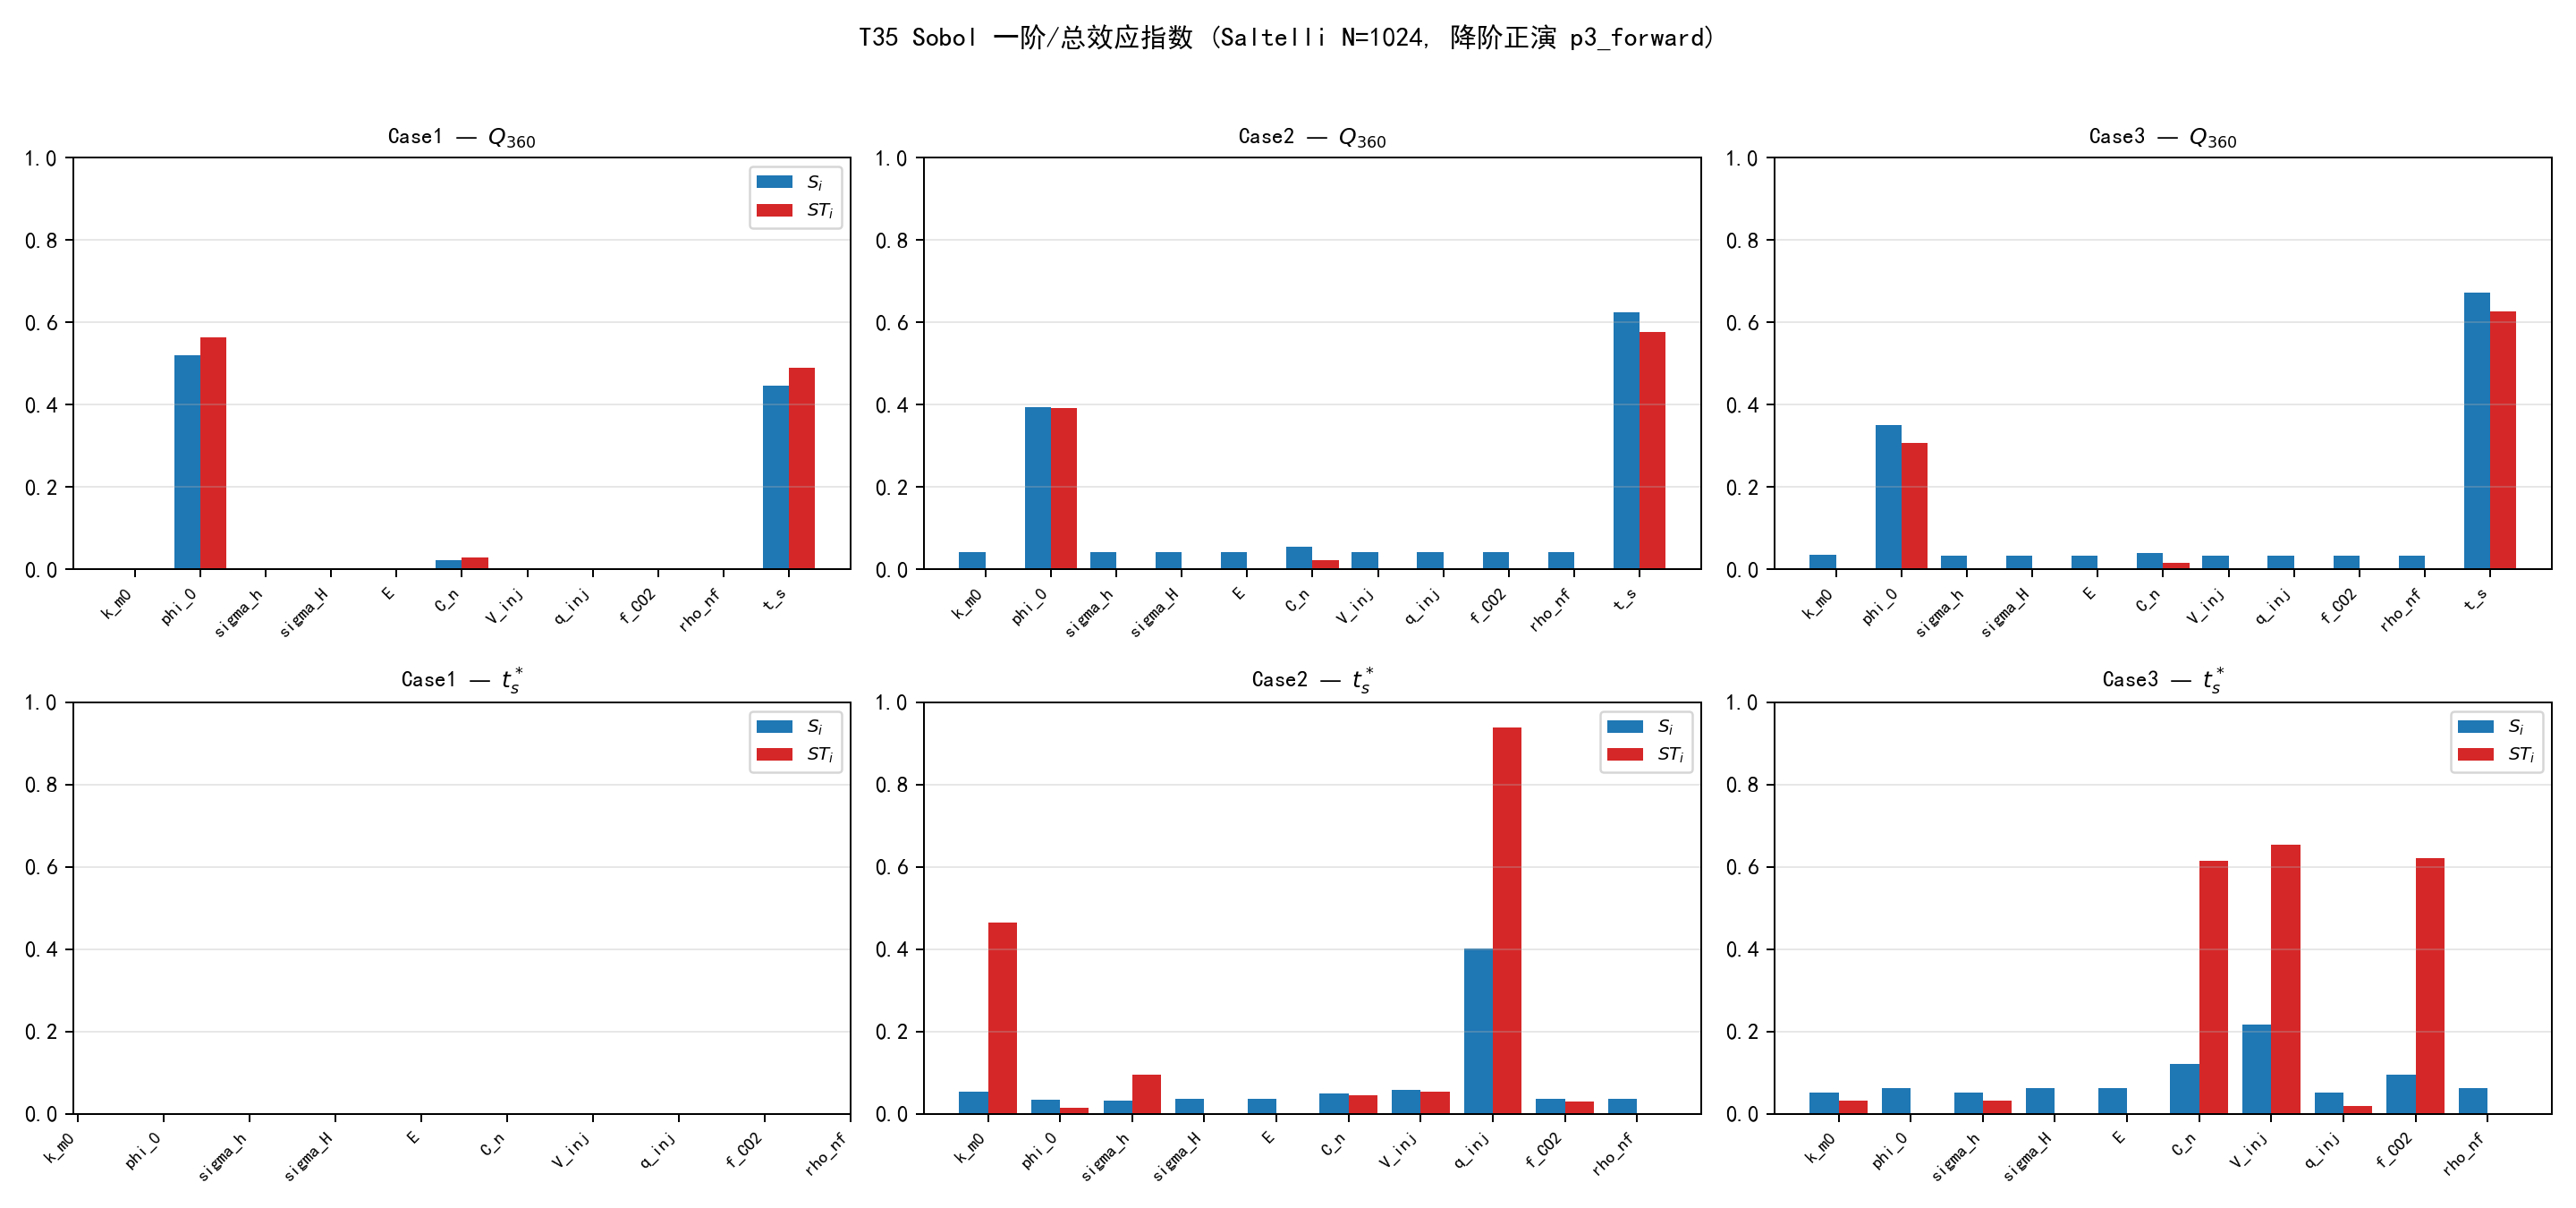 T35 Sobol 一阶/总效应指数 (Saltelli N=1024, 降阶正演 p3_forward)
Case1 — Q360
1.0
0.8
0.6
0.4
0.2
0.0
Si
STi
k_m0
phi_0
sigma_h
sigma_H
E
C_n
V_inj
q_inj
f_CO2
rho_nf
t_s
Case2 — Q360
1.0
0.8
0.6
0.4
0.2
0.0
k_m0
phi_0
sigma_h
sigma_H
E
C_n
V_inj
q_inj
f_CO2
rho_nf
t_s
Case3 — Q360
1.0
0.8
0.6
0.4
0.2
0.0
k_m0
phi_0
sigma_h
sigma_H
E
C_n
V_inj
q_inj
f_CO2
rho_nf
t_s
Case1 — ts*
1.0
0.8
0.6
0.4
0.2
0.0
Si
STi
k_m0
phi_0
sigma_h
sigma_H
E
C_n
V_inj
q_inj
f_CO2
rho_nf
Case2 — ts*
1.0
0.8
0.6
0.4
0.2
0.0
Si
STi
k_m0
phi_0
sigma_h
sigma_H
E
C_n
V_inj
q_inj
f_CO2
rho_nf
Case3 — ts*
1.0
0.8
0.6
0.4
0.2
0.0
Si
STi
k_m0
phi_0
sigma_h
sigma_H
E
C_n
V_inj
q_inj
f_CO2
rho_nf